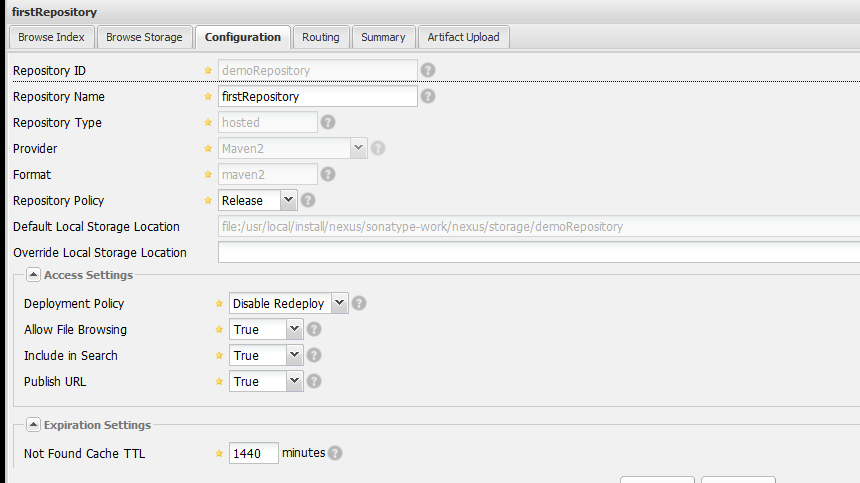 firstRepository
Browse Index Browse Storage Configuration Routing Summary Artifact Upload
Repository ID demoRepository ?
Repository Name firstRepository ?
Repository Type hosted ?
Provider Maven2 ?
Format maven2 ?
Repository Policy Release ?
Default Local Storage Location file:/usr/local/install/nexus/sonatype-work/nexus/storage/demoRepository
Override Local Storage Location
Access Settings
Deployment Policy Disable Redeploy ?
Allow File Browsing True ?
Include in Search True ?
Publish URL True ?
Expiration Settings
Not Found Cache TTL 1440 minutes ?